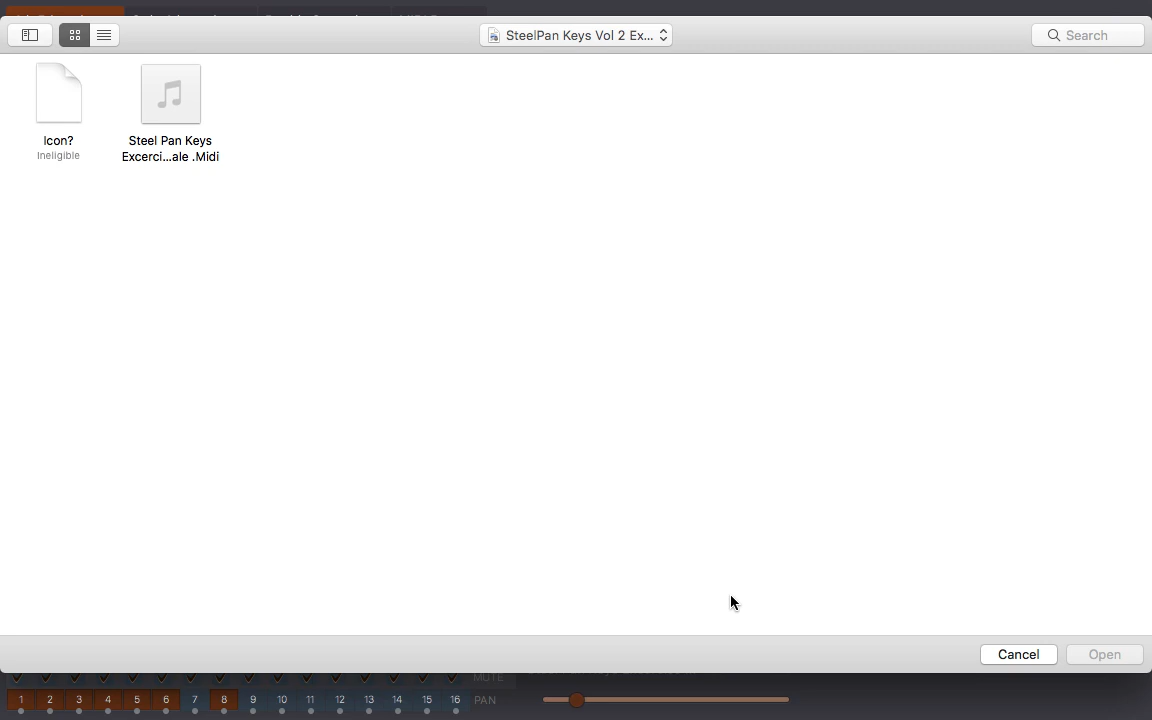 SteelPan Keys Vol 2 Ex...
Search
Icon?
Ineligible
Steel Pan Keys
Excerci...ale .Midi
Cancel
Open
MUTE
1 2 3 4 5 6 7 8 9 10 11 12 13 14 15 16 PAN